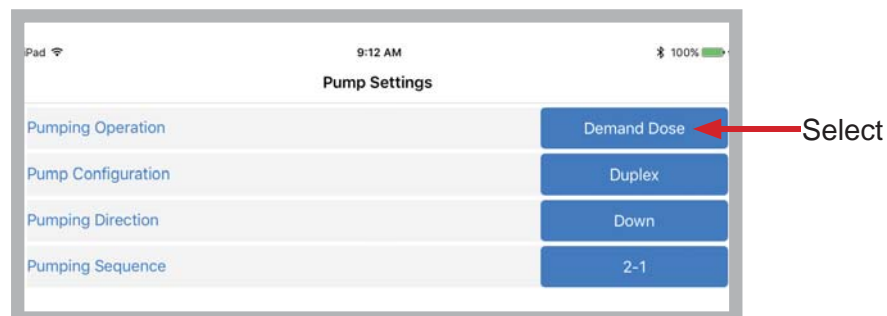 iPad 9:12 AM 100%
Pump Settings
Pumping Operation Demand Dose Select
Pump Configuration Duplex
Pumping Direction Down
Pumping Sequence 2-1